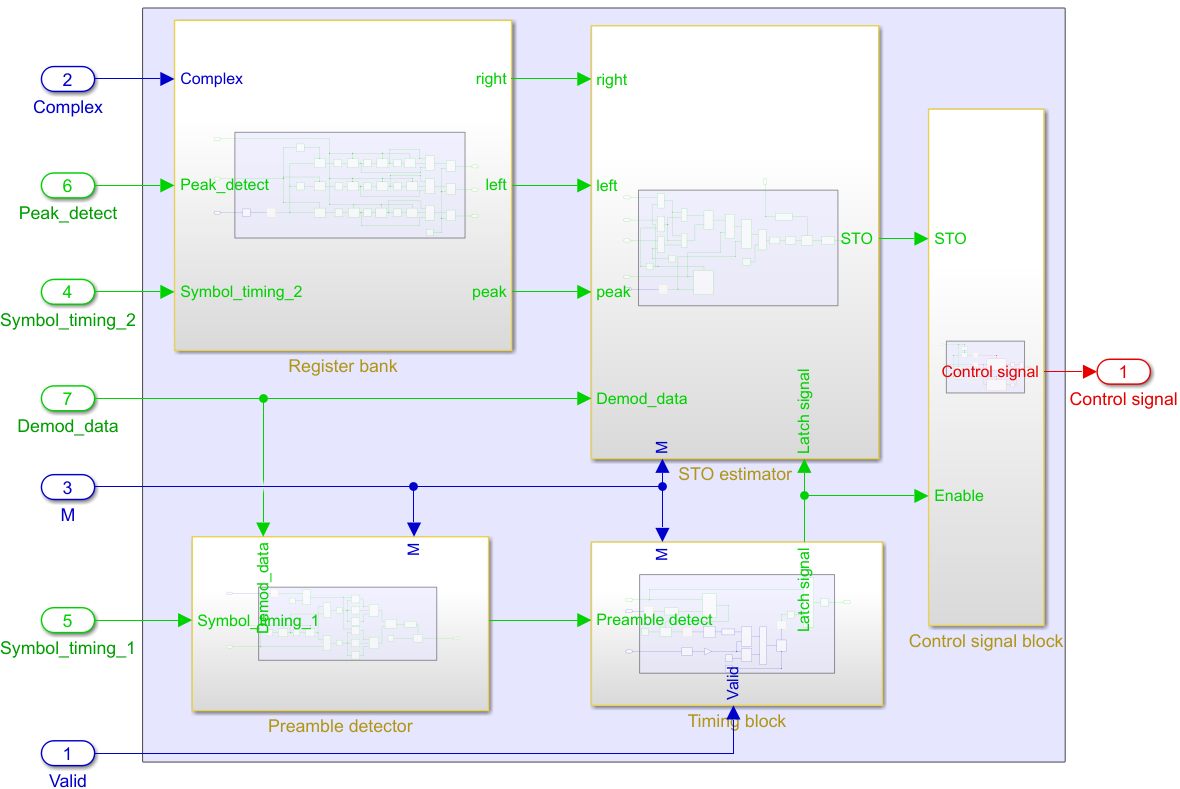 2
Complex
6
Peak_detect
4
Symbol_timing_2
7
Demod_data
3
M
5
Symbol_timing_1
1
Valid
Complex
Peak_detect
Symbol_timing_2
right
left
peak
Register bank
right
left
peak
Demod_data
M
Latch signal
STO
STO estimator
Demod_data
M
Symbol_timing_1
Preamble detector
M
Latch signal
Preamble detect
Valid
Timing block
STO
Enable
Control signal
Control signal block
1
Control signal